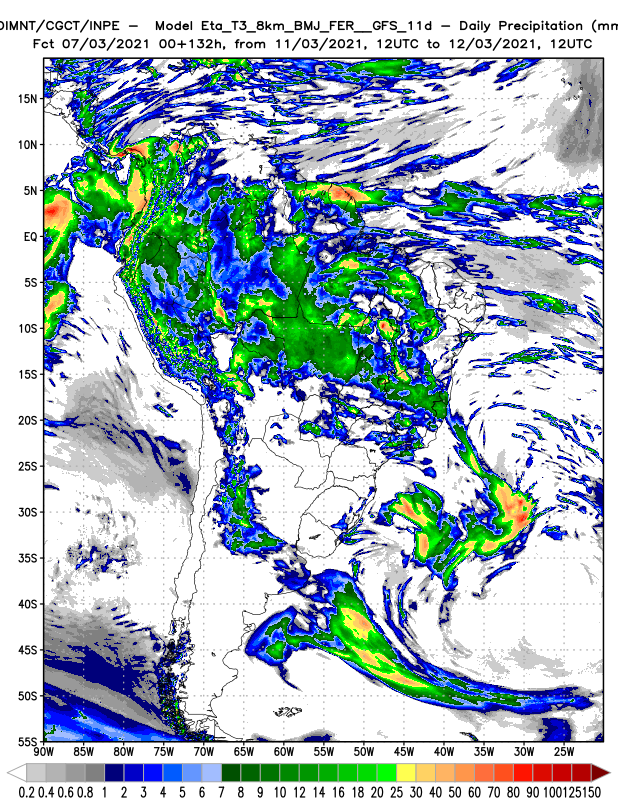 DIMNT/CGCT/INPE – Model Eta_T3_8km_BMJ_FER__GFS_11d – Daily Precipitation (mm
Fct 07/03/2021 00+132h, from 11/03/2021, 12UTC to 12/03/2021, 12UTC
15N
10N
5N
EQ
5S
10S
15S
20S
25S
30S
35S
40S
45S
50S
55S
90W 85W 80W 75W 70W 65W 60W 55W 50W 45W 40W 35W 30W 25W
0.2 0.4 0.6 0.8 1 2 3 4 5 6 7 8 9 10 12 14 16 18 20 25 30 40 50 60 70 80 90 100 125 150